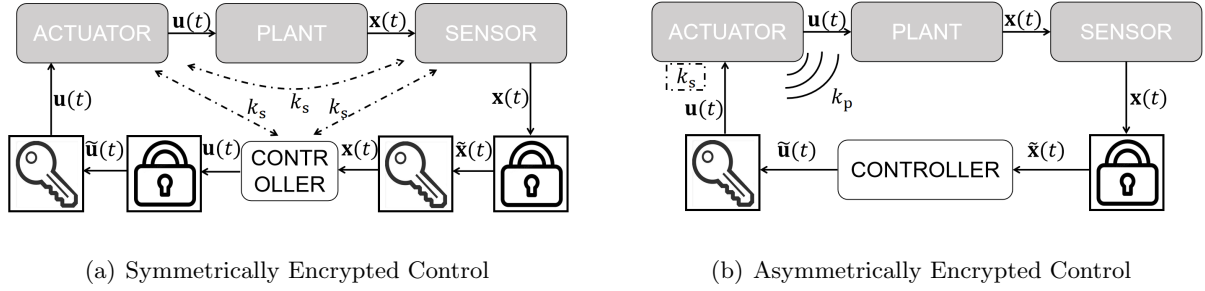 ACTUATOR
𝐮(𝑡)
PLANT
𝐱(𝑡)
SENSOR
𝐮(𝑡)
k_s
k_s
k_s
𝐱(𝑡)
𝐮̃(𝑡)
𝐮(𝑡)
CONTR
OLLER
𝐱(𝑡)
𝐱̃(𝑡)
(a) Symmetrically Encrypted Control
ACTUATOR
𝐮(𝑡)
PLANT
𝐱(𝑡)
SENSOR
k_s
k_p
𝐮(𝑡)
𝐱(𝑡)
𝐮̃(𝑡)
CONTROLLER
𝐱̃(𝑡)
(b) Asymmetrically Encrypted Control